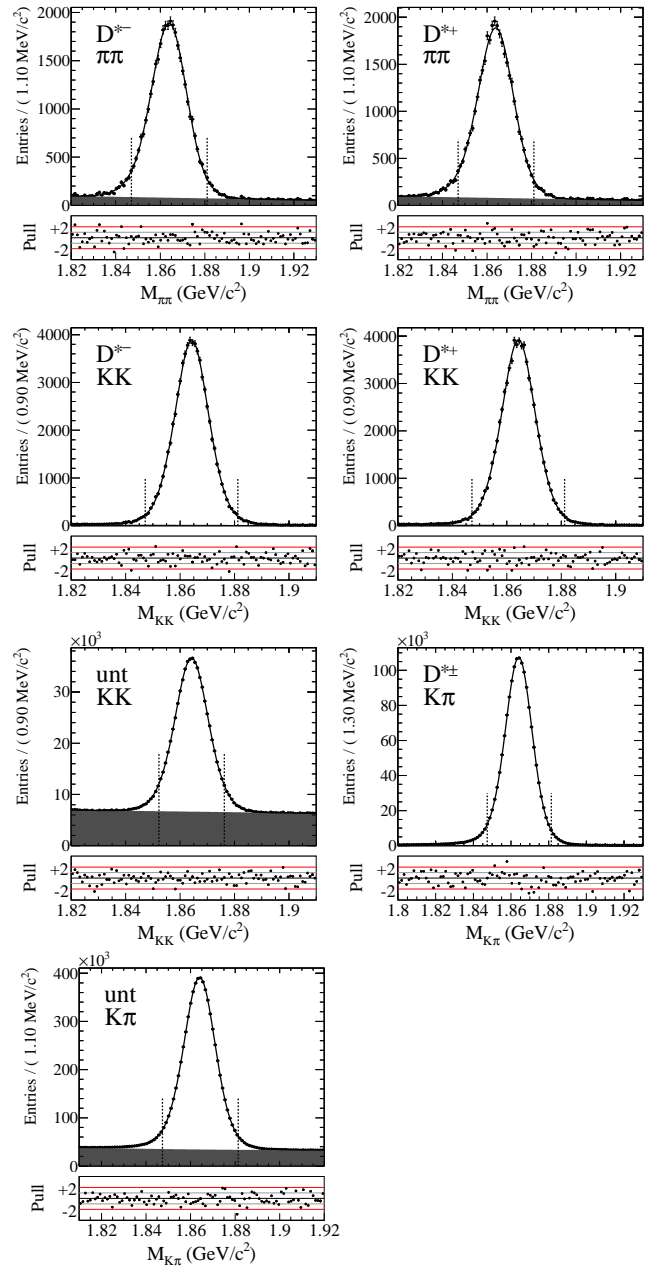 D*− ππ
Entries / ( 1.10 MeV/c²)
2000
1500
1000
500
0
Pull
+2
-2
1.82 1.84 1.86 1.88 1.9 1.92
Mππ (GeV/c²)
D*+ ππ
Entries / ( 1.10 MeV/c²)
2000
1500
1000
500
0
Pull
+2
-2
1.82 1.84 1.86 1.88 1.9 1.92
Mππ (GeV/c²)
D*− KK
Entries / ( 0.90 MeV/c²)
4000
3000
2000
1000
0
Pull
+2
-2
1.82 1.84 1.86 1.88 1.9
MKK (GeV/c²)
D*+ KK
Entries / ( 0.90 MeV/c²)
4000
3000
2000
1000
0
Pull
+2
-2
1.82 1.84 1.86 1.88 1.9
MKK (GeV/c²)
×10³
unt KK
Entries / ( 0.90 MeV/c²)
30
20
10
0
Pull
+2
-2
1.82 1.84 1.86 1.88 1.9
MKK (GeV/c²)
×10³
D*± Kπ
Entries / ( 1.30 MeV/c²)
100
80
60
40
20
0
Pull
+2
-2
1.8 1.82 1.84 1.86 1.88 1.9 1.92
MKπ (GeV/c²)
×10³
unt Kπ
Entries / ( 1.10 MeV/c²)
400
300
200
100
0
Pull
+2
-2
1.82 1.84 1.86 1.88 1.9 1.92
MKπ (GeV/c²)